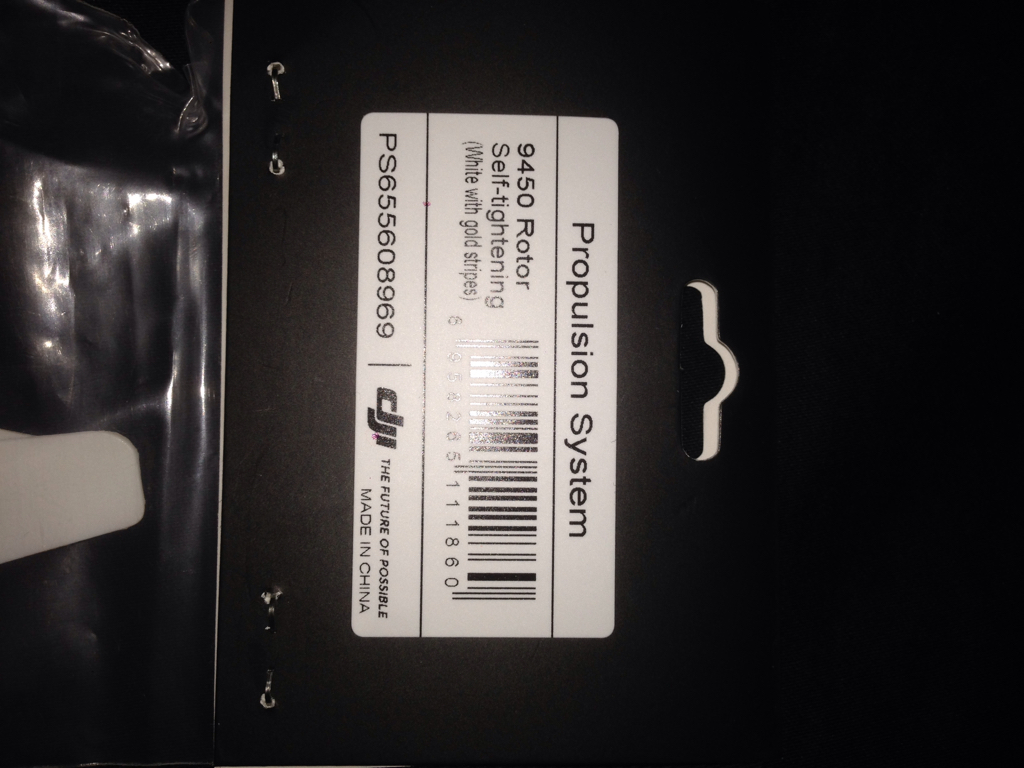 Propulsion System
9450 Rotor
Self-tightening
(White with gold stripes)
6 958265 111860
PS655608969
dji THE FUTURE OF POSSIBLE
MADE IN CHINA